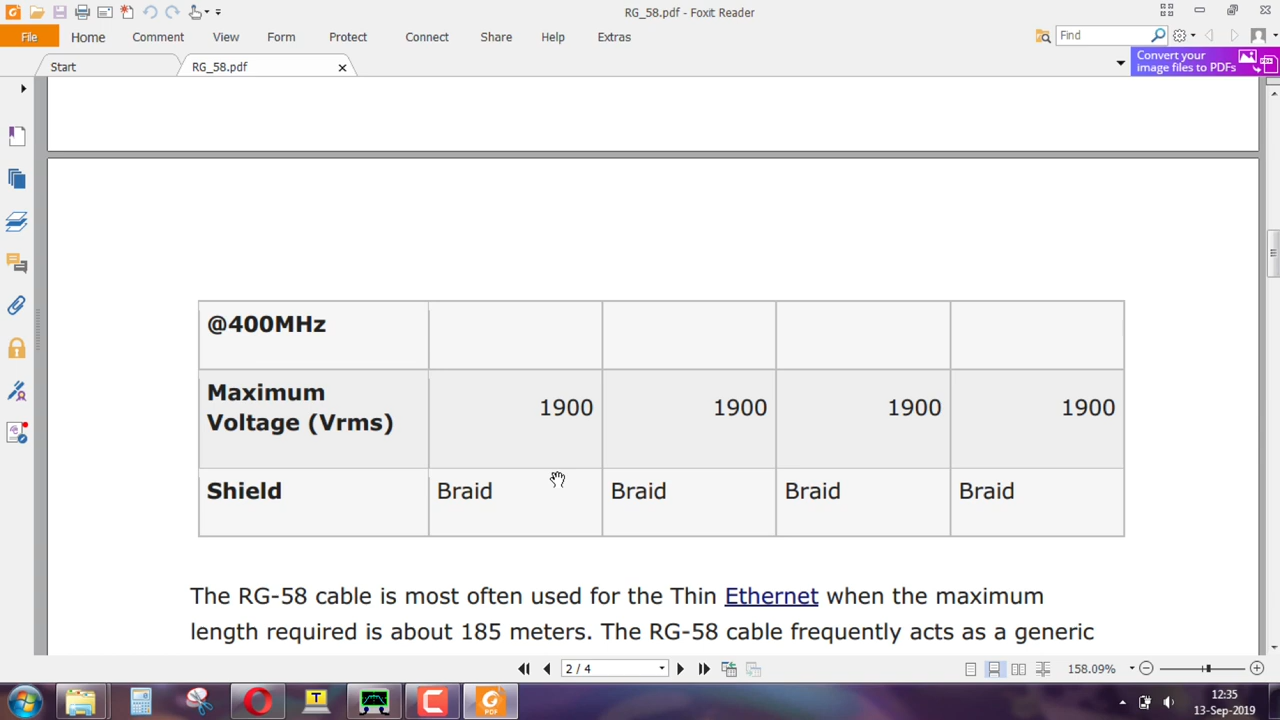 RG_58.pdf - Foxit Reader
File Home Comment View Form Protect Connect Share Help Extras
Find
Start RG_58.pdf
Convert your
image files to PDFs
@400MHz
Maximum
Voltage (Vrms) 1900 1900 1900 1900
Shield Braid Braid Braid Braid
The RG-58 cable is most often used for the Thin Ethernet when the maximum
length required is about 185 meters. The RG-58 cable frequently acts as a generic
2 / 4 158.09%
12:35
13-Sep-2019